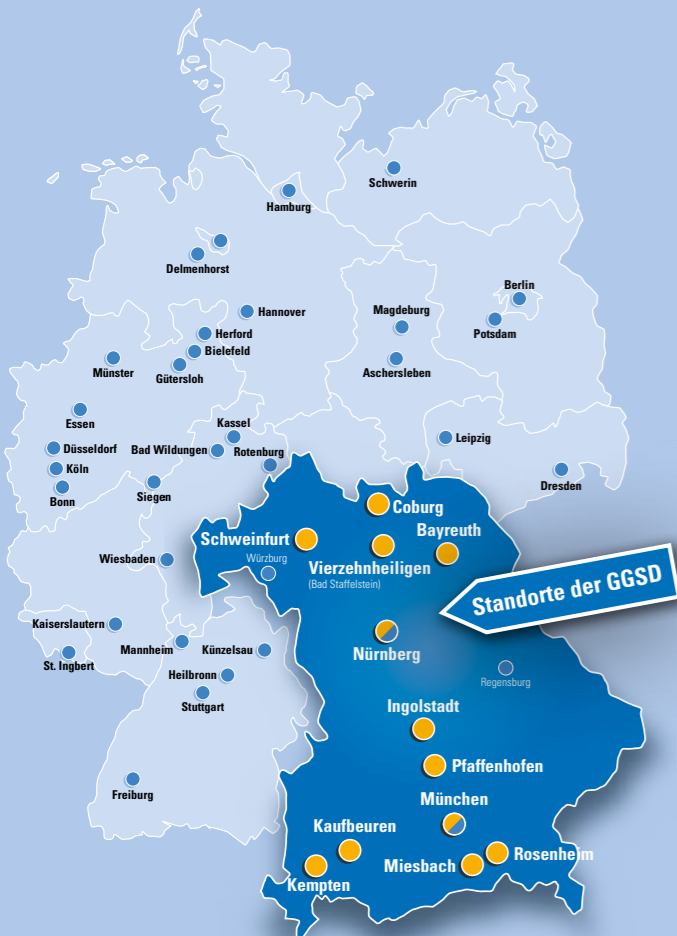 Schwerin
Hamburg
Delmenhorst
Berlin
Hannover
Magdeburg
Potsdam
Herford
Bielefeld
Münster
Gütersloh
Aschersleben
Essen
Kassel
Leipzig
Düsseldorf
Bad Wildungen
Rotenburg
Köln
Dresden
Siegen
Bonn
Coburg
Schweinfurt
Bayreuth
Würzburg
Wiesbaden
Vierzehnheiligen
(Bad Staffelstein)
Standorte der GGSD
Kaiserslautern
Mannheim
Künzelsau
Nürnberg
St. Ingbert
Heilbronn
Regensburg
Stuttgart
Ingolstadt
Pfaffenhofen
Freiburg
München
Kaufbeuren
Rosenheim
Miesbach
Kempten